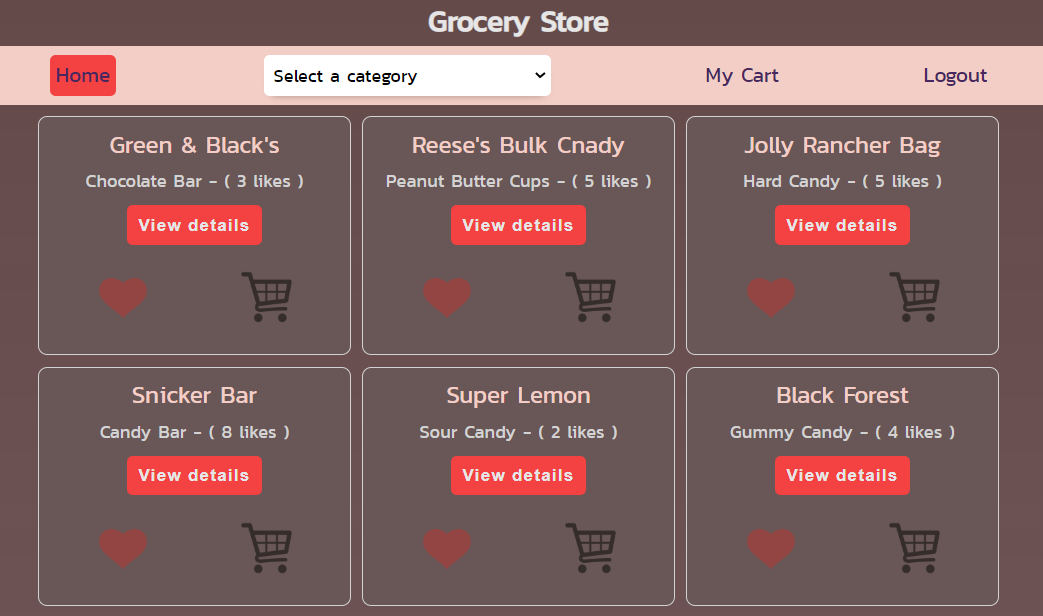 Grocery Store
Home Select a category My Cart Logout
Green & Black's Reese's Bulk Cnady Jolly Rancher Bag
Chocolate Bar - ( 3 likes ) Peanut Butter Cups - ( 5 likes ) Hard Candy - ( 5 likes )
View details View details View details
Snicker Bar Super Lemon Black Forest
Candy Bar - ( 8 likes ) Sour Candy - ( 2 likes ) Gummy Candy - ( 4 likes )
View details View details View details